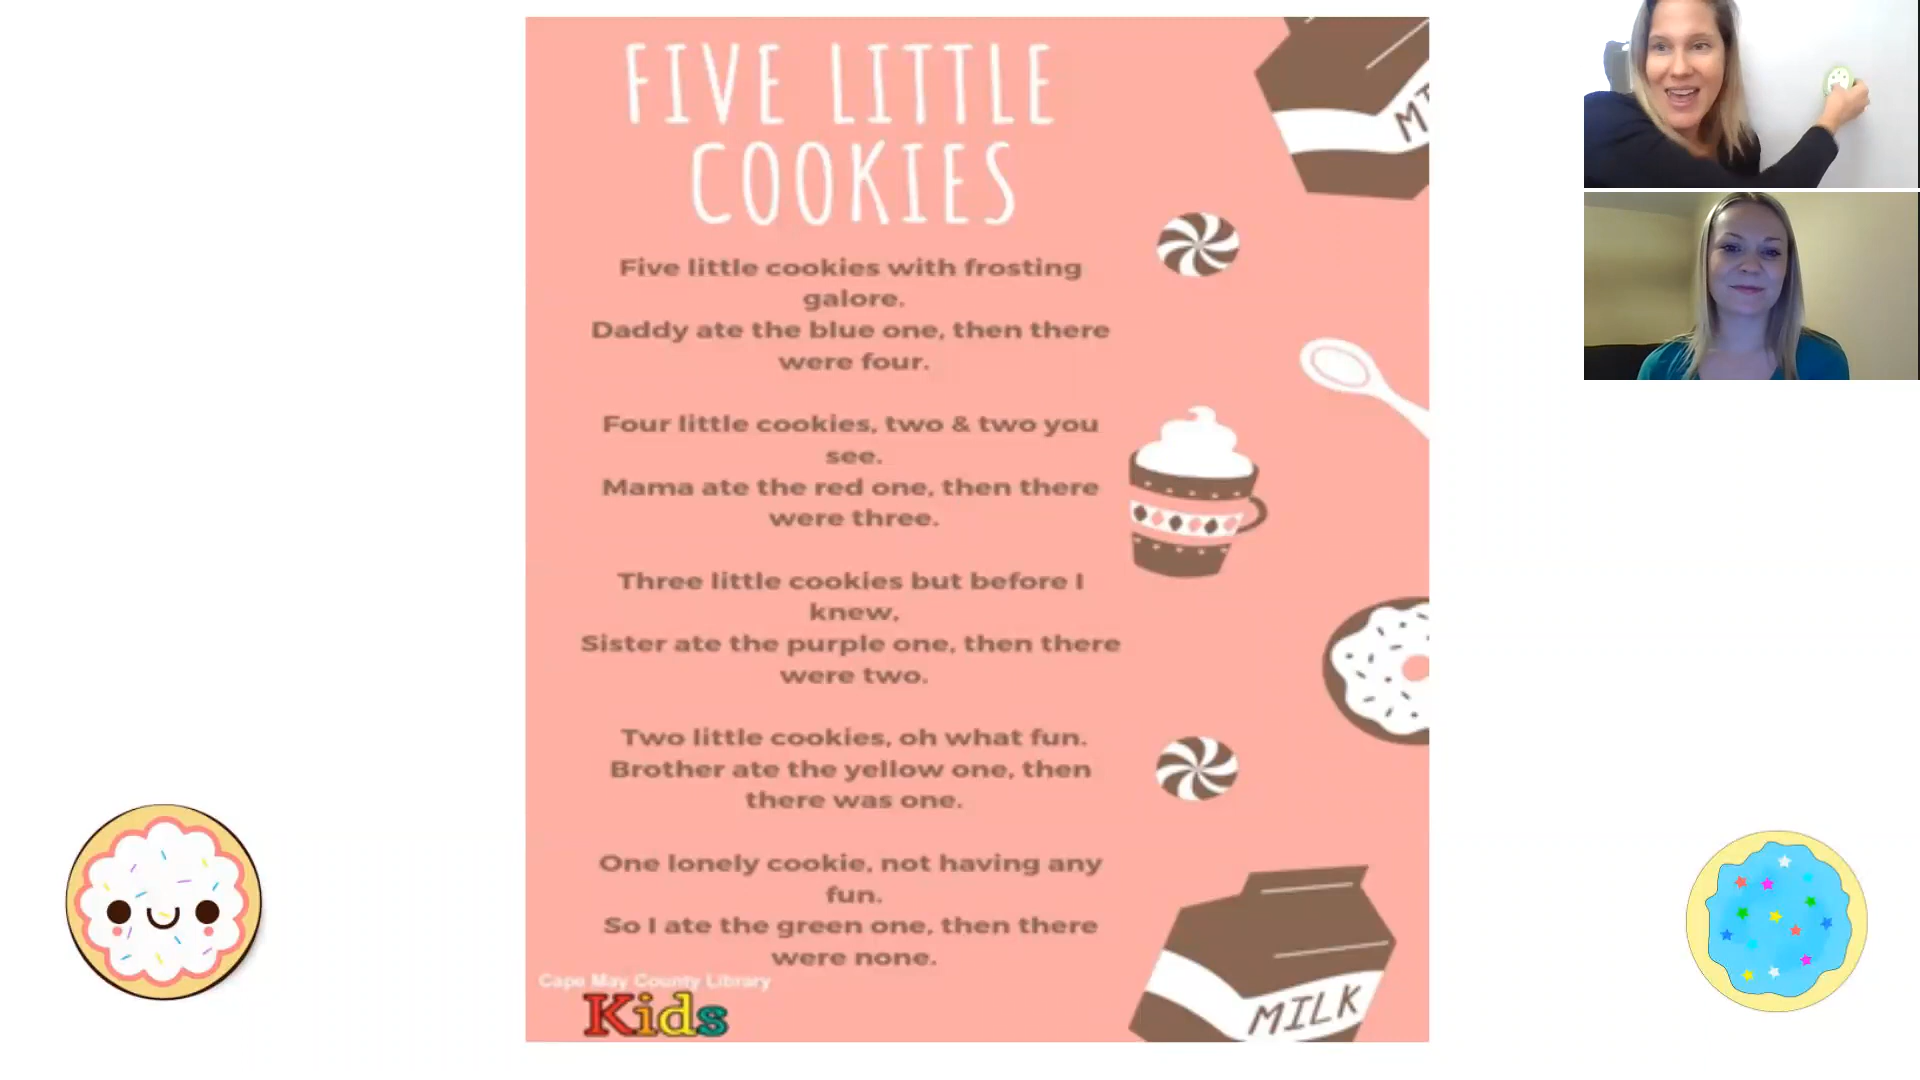 FIVE LITTLE
COOKIES
Five little cookies with frosting
galore.
Daddy ate the blue one, then there
were four.
Four little cookies, two & two you
see.
Mama ate the red one, then there
were three.
Three little cookies but before I
knew,
Sister ate the purple one, then there
were two.
Two little cookies, oh what fun.
Brother ate the yellow one, then
there was one.
One lonely cookie, not having any
fun.
So I ate the green one, then there
were none.
Cape May County Library
Kids
MILK